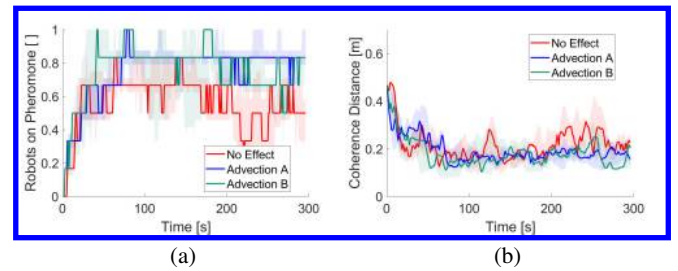 Robots on Pheromone [ ]
1
0.8
0.6
0.4
0.2
0
0
100
200
300
Time [s]
No Effect
Advection A
Advection B
(a)
Coherence Distance [m]
0.6
0.4
0.2
0
0
100
200
300
Time [s]
No Effect
Advection A
Advection B
(b)